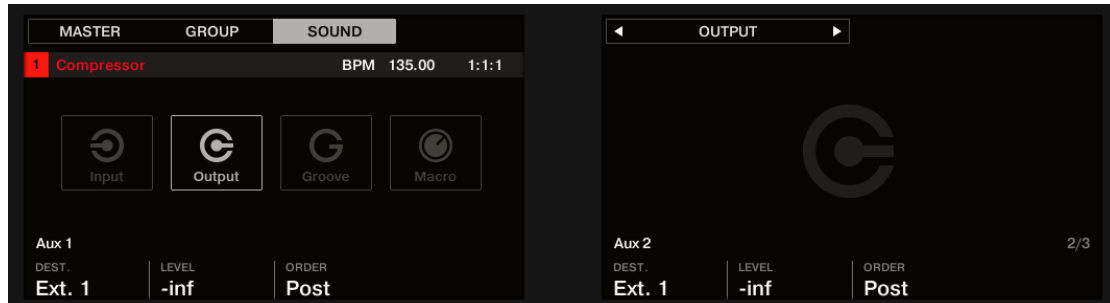 MASTER GROUP SOUND
1 Compressor BPM 135.00 1:1:1
Input Output Groove Macro
Aux 1
DEST. LEVEL ORDER
Ext. 1 -inf Post
OUTPUT
Aux 2 2/3
DEST. LEVEL ORDER
Ext. 1 -inf Post